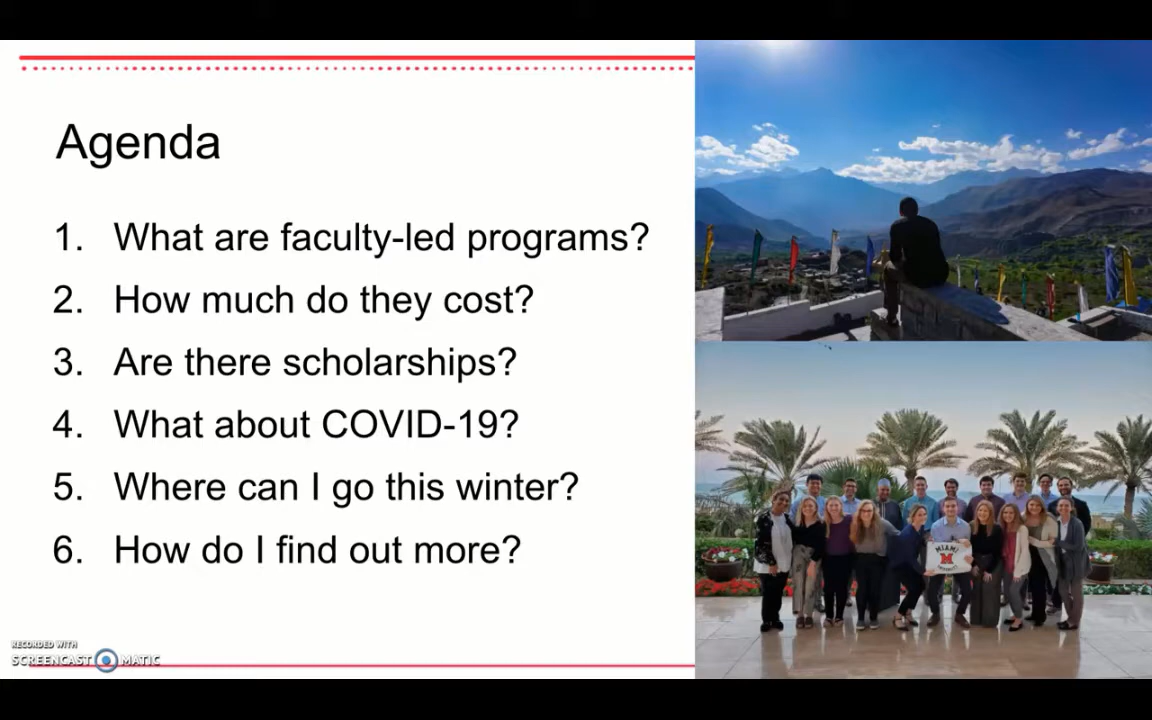 Agenda
1. What are faculty-led programs?
2. How much do they cost?
3. Are there scholarships?
4. What about COVID-19?
5. Where can I go this winter?
6. How do I find out more?
MIAMI
UNIVERSITY
RECORDED WITH
SCREENCAST MATIC